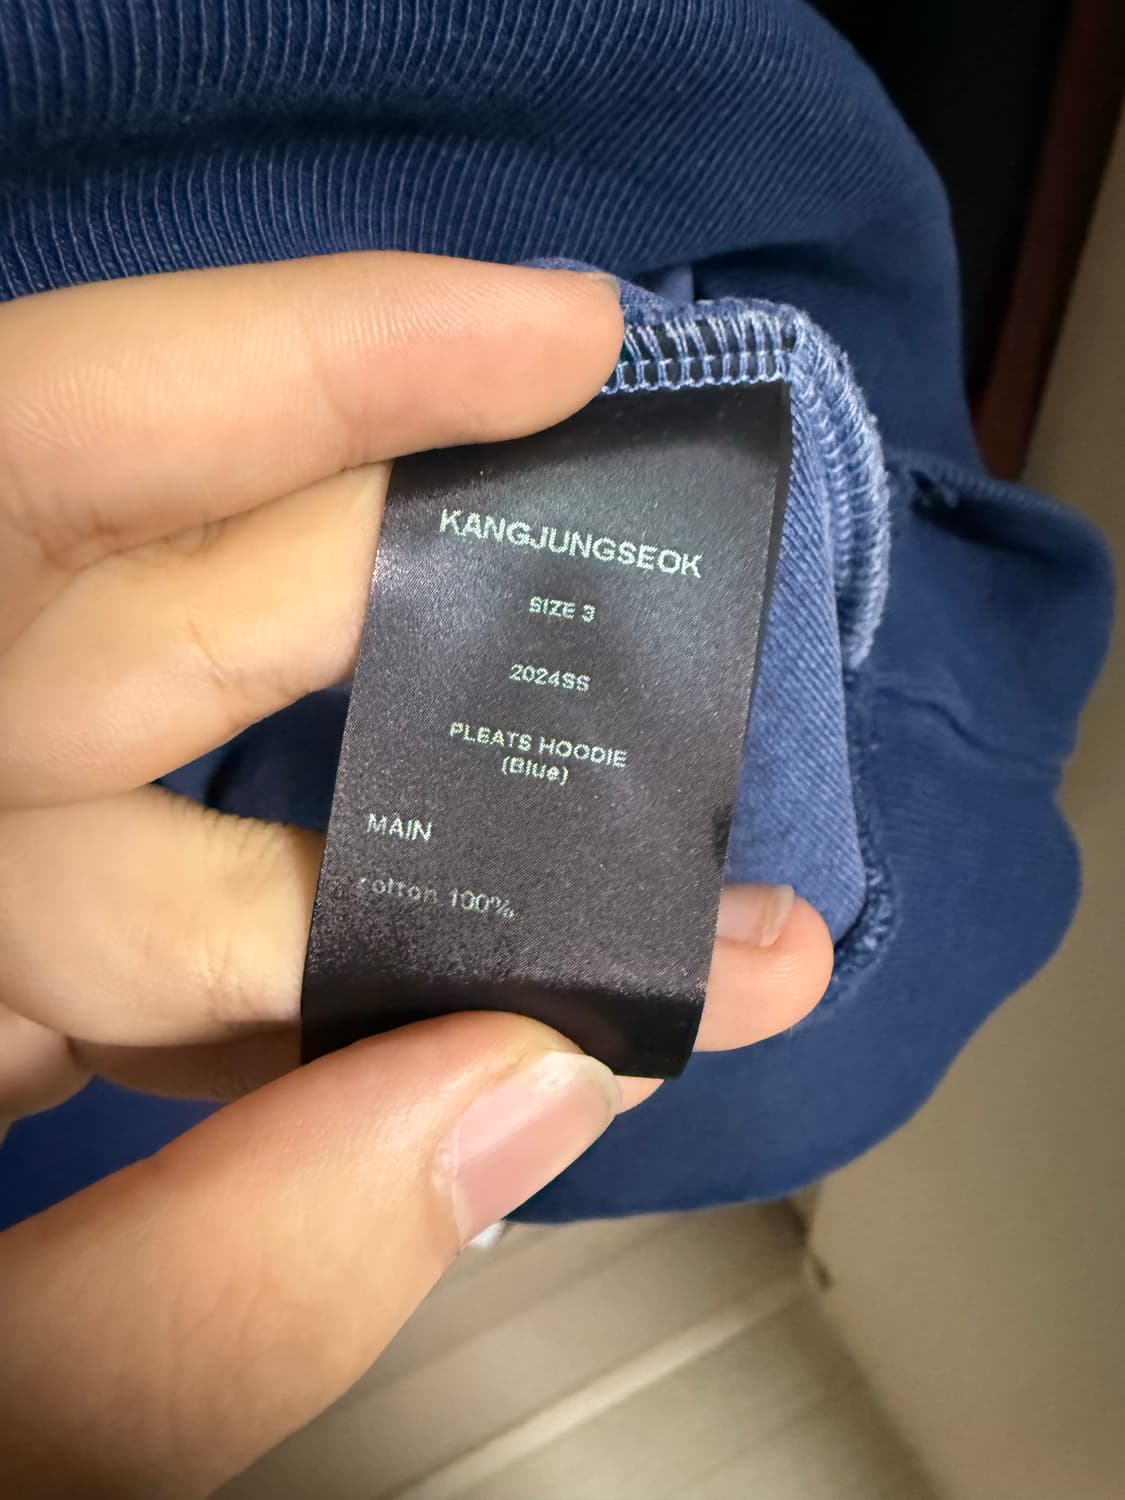 KANGJUNGSEOK
SIZE 3
2024SS
PLEATS HOODIE
(Blue)
MAIN
cotton 100%